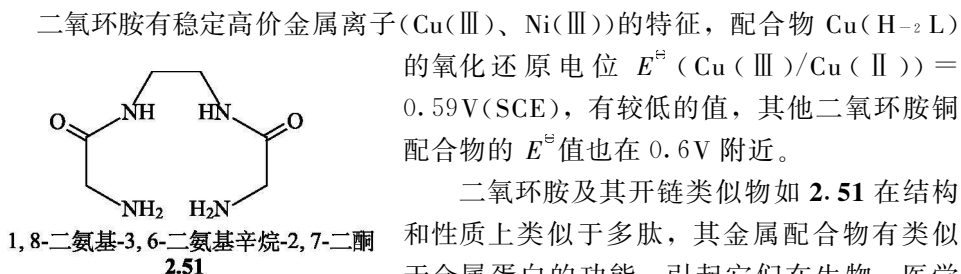 二氧环胺有稳定高价金属离子(Cu(Ⅲ)、Ni(Ⅲ))的特征，配合物 Cu(H₋₂L)
的氧化还原电位 E⊖(Cu(Ⅲ)/Cu(Ⅱ))=
0.59V(SCE)，有较低的值，其他二氧环胺铜
配合物的 E⊖值也在 0.6V 附近。
二氧环胺及其开链类似物如 2.51 在结构
和性质上类似于多肽，其金属配合物有类似
O NH HN O
NH₂ H₂N
1,8-二氨基-3,6-二氨基辛烷-2,7-二酮
2.51